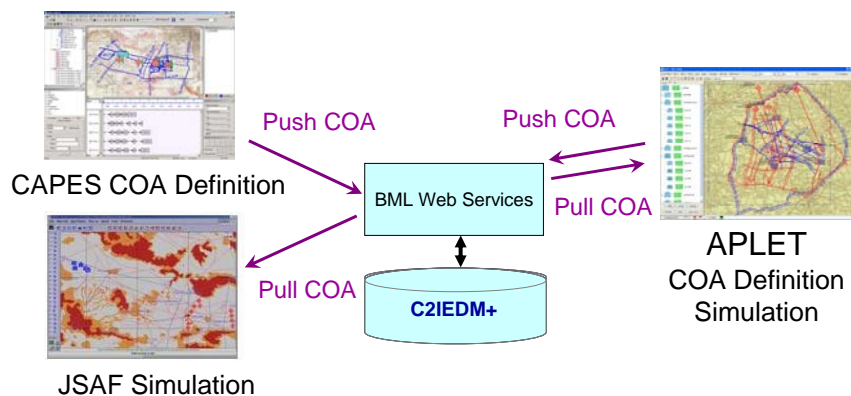 Push COA
Push COA
CAPES COA Definition
BML Web Services
Pull COA
APLET
COA Definition
Simulation
Pull COA
C2IEDM+
JSAF Simulation